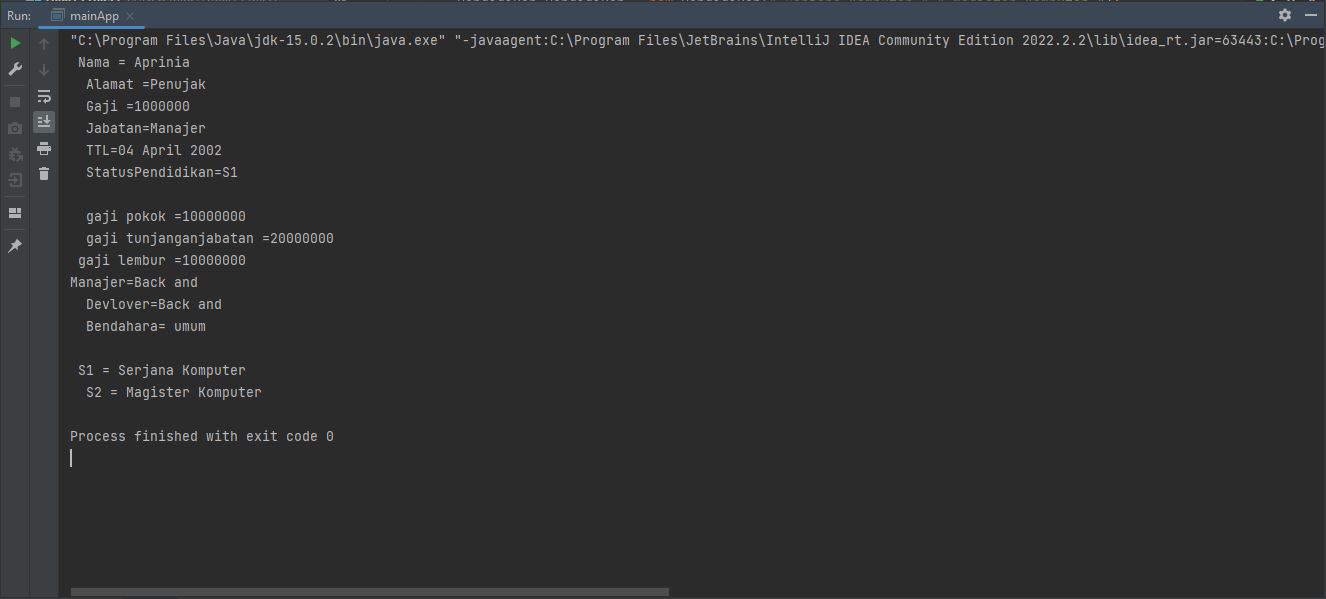 Run: mainApp
"C:\Program Files\Java\jdk-15.0.2\bin\java.exe" "-javaagent:C:\Program Files\JetBrains\IntelliJ IDEA Community Edition 2022.2.2\lib\idea_rt.jar=63443:C:\Prog
Nama = Aprinia
Alamat =Penujak
Gaji =1000000
Jabatan=Manajer
TTL=04 April 2002
StatusPendidikan=S1
gaji pokok =10000000
gaji tunjanganjabatan =20000000
gaji lembur =10000000
Manajer=Back and
Devlover=Back and
Bendahara= umum
S1 = Serjana Komputer
S2 = Magister Komputer
Process finished with exit code 0